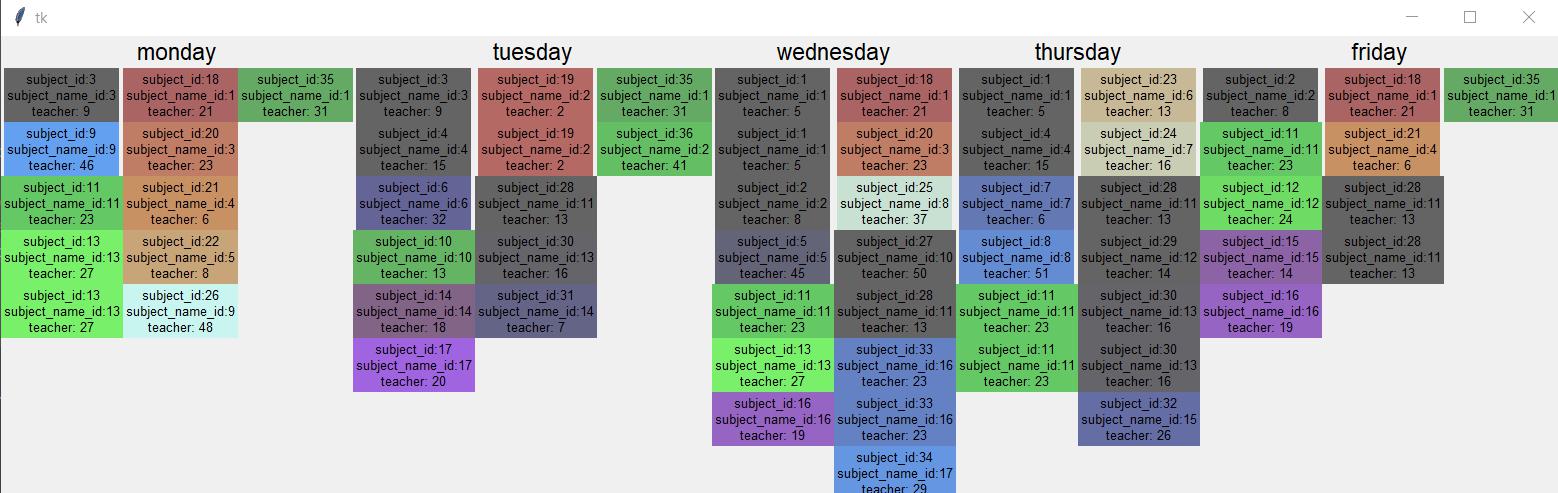 tk
monday
tuesday
wednesday
thursday
friday
subject_id:3
subject_name_id:3
teacher: 9
subject_id:9
subject_name_id:9
teacher: 46
subject_id:11
subject_name_id:11
teacher: 23
subject_id:13
subject_name_id:13
teacher: 27
subject_id:13
subject_name_id:13
teacher: 27
subject_id:18
subject_name_id:1
teacher: 21
subject_id:20
subject_name_id:3
teacher: 23
subject_id:21
subject_name_id:4
teacher: 6
subject_id:22
subject_name_id:5
teacher: 8
subject_id:26
subject_name_id:9
teacher: 48
subject_id:35
subject_name_id:1
teacher: 31
subject_id:3
subject_name_id:3
teacher: 9
subject_id:4
subject_name_id:4
teacher: 15
subject_id:6
subject_name_id:6
teacher: 32
subject_id:10
subject_name_id:10
teacher: 13
subject_id:14
subject_name_id:14
teacher: 18
subject_id:17
subject_name_id:17
teacher: 20
subject_id:19
subject_name_id:2
teacher: 2
subject_id:19
subject_name_id:2
teacher: 2
subject_id:28
subject_name_id:11
teacher: 13
subject_id:30
subject_name_id:13
teacher: 16
subject_id:31
subject_name_id:14
teacher: 7
subject_id:35
subject_name_id:1
teacher: 31
subject_id:36
subject_name_id:2
teacher: 41
subject_id:1
subject_name_id:1
teacher: 5
subject_id:1
subject_name_id:1
teacher: 5
subject_id:2
subject_name_id:2
teacher: 8
subject_id:5
subject_name_id:5
teacher: 45
subject_id:11
subject_name_id:11
teacher: 23
subject_id:13
subject_name_id:13
teacher: 27
subject_id:16
subject_name_id:16
teacher: 19
subject_id:18
subject_name_id:1
teacher: 21
subject_id:20
subject_name_id:3
teacher: 23
subject_id:25
subject_name_id:8
teacher: 37
subject_id:27
subject_name_id:10
teacher: 50
subject_id:28
subject_name_id:11
teacher: 13
subject_id:33
subject_name_id:16
teacher: 23
subject_id:33
subject_name_id:16
teacher: 23
subject_id:34
subject_name_id:17
teacher: 29
subject_id:1
subject_name_id:1
teacher: 5
subject_id:4
subject_name_id:4
teacher: 15
subject_id:7
subject_name_id:7
teacher: 6
subject_id:8
subject_name_id:8
teacher: 51
subject_id:11
subject_name_id:11
teacher: 23
subject_id:11
subject_name_id:11
teacher: 23
subject_id:23
subject_name_id:6
teacher: 13
subject_id:24
subject_name_id:7
teacher: 16
subject_id:28
subject_name_id:11
teacher: 13
subject_id:29
subject_name_id:12
teacher: 14
subject_id:30
subject_name_id:13
teacher: 16
subject_id:30
subject_name_id:13
teacher: 16
subject_id:32
subject_name_id:15
teacher: 26
subject_id:2
subject_name_id:2
teacher: 8
subject_id:11
subject_name_id:11
teacher: 23
subject_id:12
subject_name_id:12
teacher: 24
subject_id:15
subject_name_id:15
teacher: 14
subject_id:16
subject_name_id:16
teacher: 19
subject_id:18
subject_name_id:1
teacher: 21
subject_id:21
subject_name_id:4
teacher: 6
subject_id:28
subject_name_id:11
teacher: 13
subject_id:28
subject_name_id:11
teacher: 13
subject_id:35
subject_name_id:1
teacher: 31